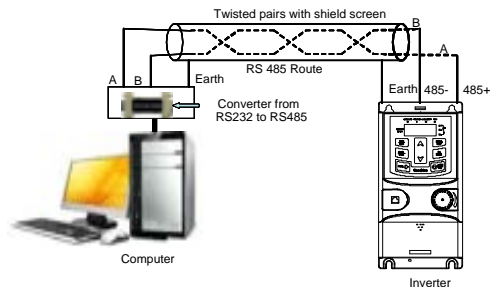 Twisted pairs with shield screen
B
A
A B Earth
RS 485 Route
Earth 485- 485+
Converter from
RS232 to RS485
Computer
Inverter